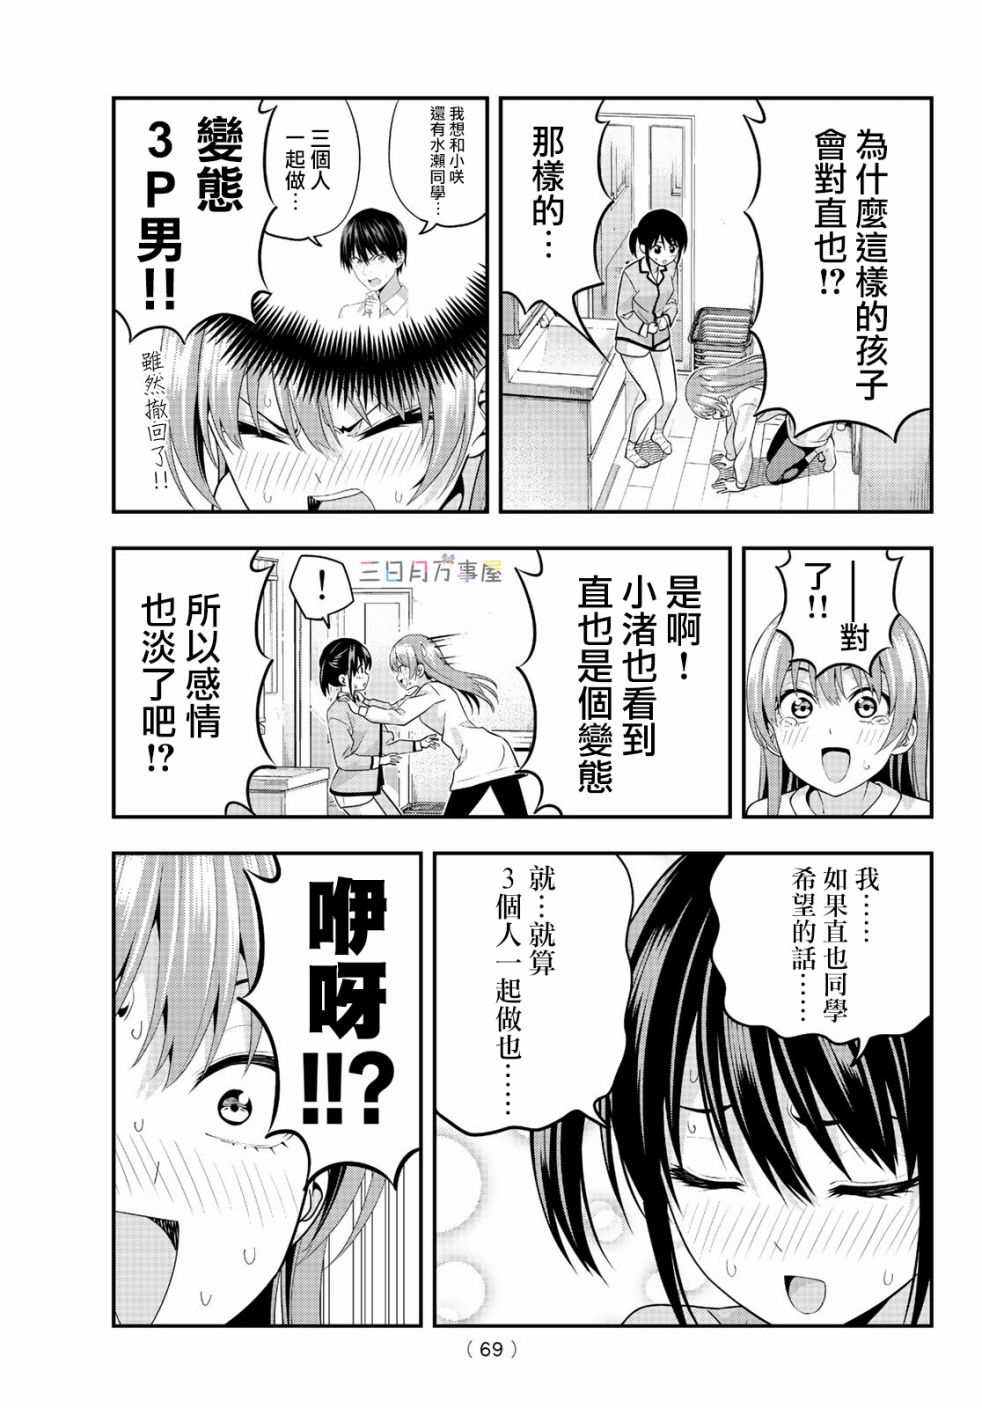 為什麼這樣的孩子
會對直也!?
那樣的…
我想和小咲
還有水瀨同學…
三個人
一起做…
變態
3P男!!
雖然撤回了!!
——對
了!!
是啊！
小渚也看到
直也是個變態
三日月万事屋
!
所以感情
也淡了吧!?
我……
如果直也同學
希望的話……
就…就算
3個人一起做也……
咿呀!!?
（69）